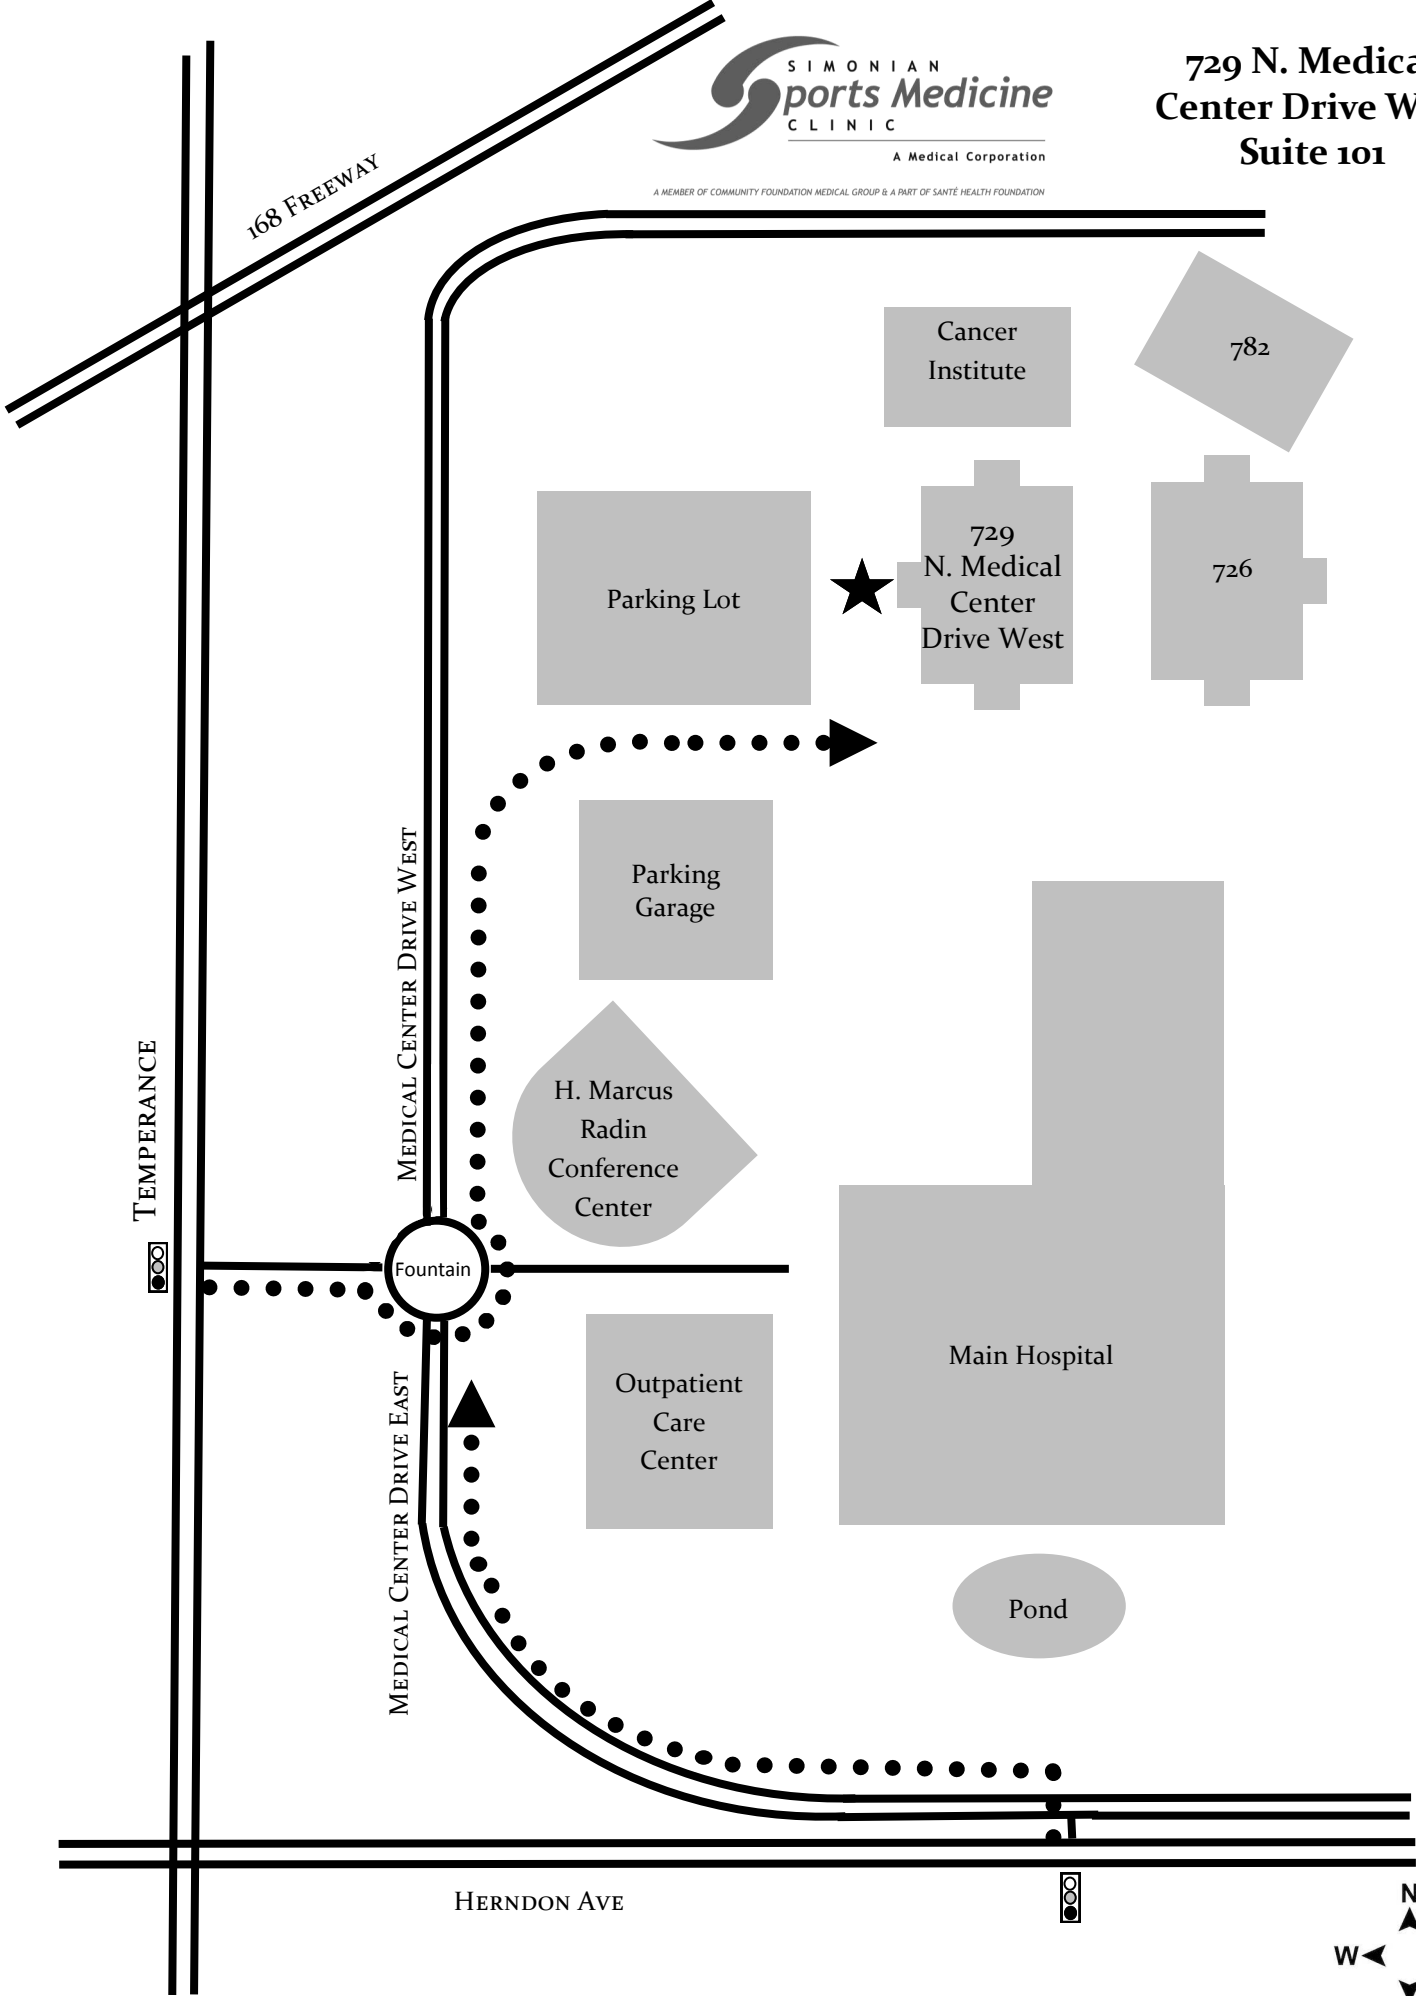 SIMONIAN
Sports Medicine
CLINIC
A Medical Corporation
A MEMBER OF COMMUNITY FOUNDATION MEDICAL GROUP & A PART OF SANTÉ HEALTH FOUNDATION
729 N. Medica
Center Drive W
Suite 101
168 FREEWAY
Cancer
Institute
782
729
N. Medical
Center
Drive West
726
Parking Lot
MEDICAL CENTER DRIVE WEST
Parking
Garage
TEMPERANCE
H. Marcus
Radin
Conference
Center
Fountain
Main Hospital
MEDICAL CENTER DRIVE EAST
Outpatient
Care
Center
Pond
HERNDON AVE
N
W